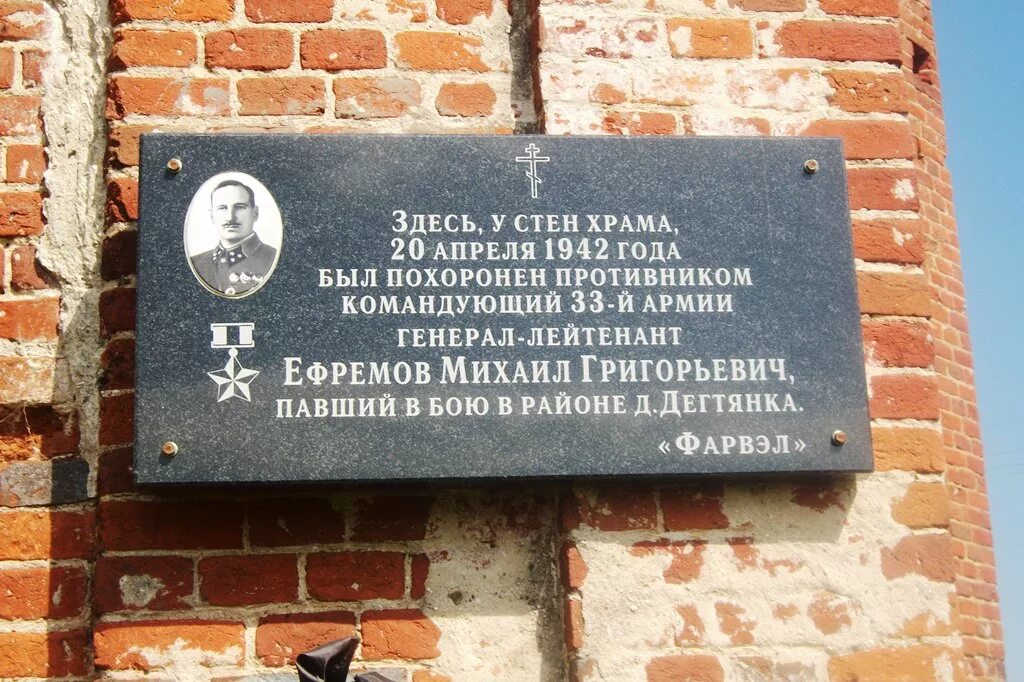 Здесь, у стен храма,
20 апреля 1942 года
был похоронен противником
командующий 33-й армии
генерал-лейтенант
Ефремов Михаил Григорьевич,
павший в бою в районе д.Дегтянка.
«Фарвэл»